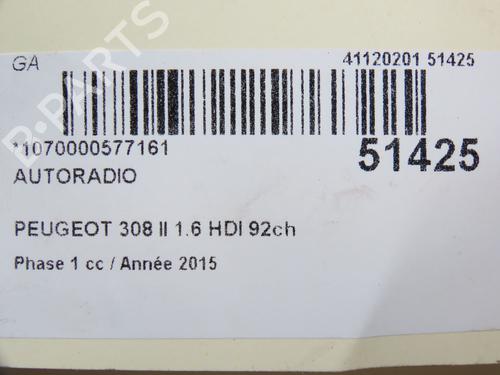 GA 41120201 51425
*1070000577161 51425
AUTORADIO
PEUGEOT 308 II 1.6 HDI 92ch
Phase 1 cc / Année 2015
B-PARTS